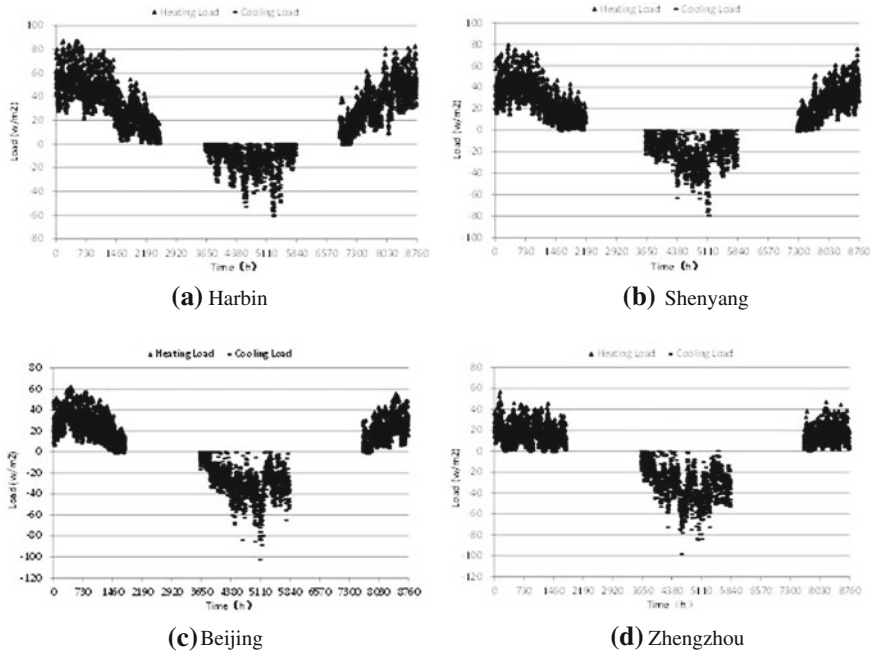 ▲ Heating Load - Cooling Load
▲ Heating Load - Cooling Load
Load (w/m2)
100
80
60
40
20
0
-20
-40
-60
-80
0 730 1460 2190 2920 3650 4380 5110 5840 6570 7300 8030 8760
Time (h)
Load (w/m2)
100
80
60
40
20
0
-20
-40
-60
-80
-100
0 730 1460 2190 2920 3650 4380 5110 5840 6570 7300 8030 8760
Time (h)
(a) Harbin
(b) Shenyang
▲ Heating Load - Cooling Load
▲ Heating Load - Cooling Load
Load (w/m2)
80
60
40
20
0
-20
-40
-60
-80
-100
-120
0 730 1460 2190 2920 3650 4380 5110 5840 6570 7300 8030 8760
Time (h)
Load (w/m2)
80
60
40
20
0
-20
-40
-60
-80
-100
-120
0 730 1460 2190 2920 3650 4380 5110 5840 6570 7300 8030 8760
Time (h)
(c) Beijing
(d) Zhengzhou